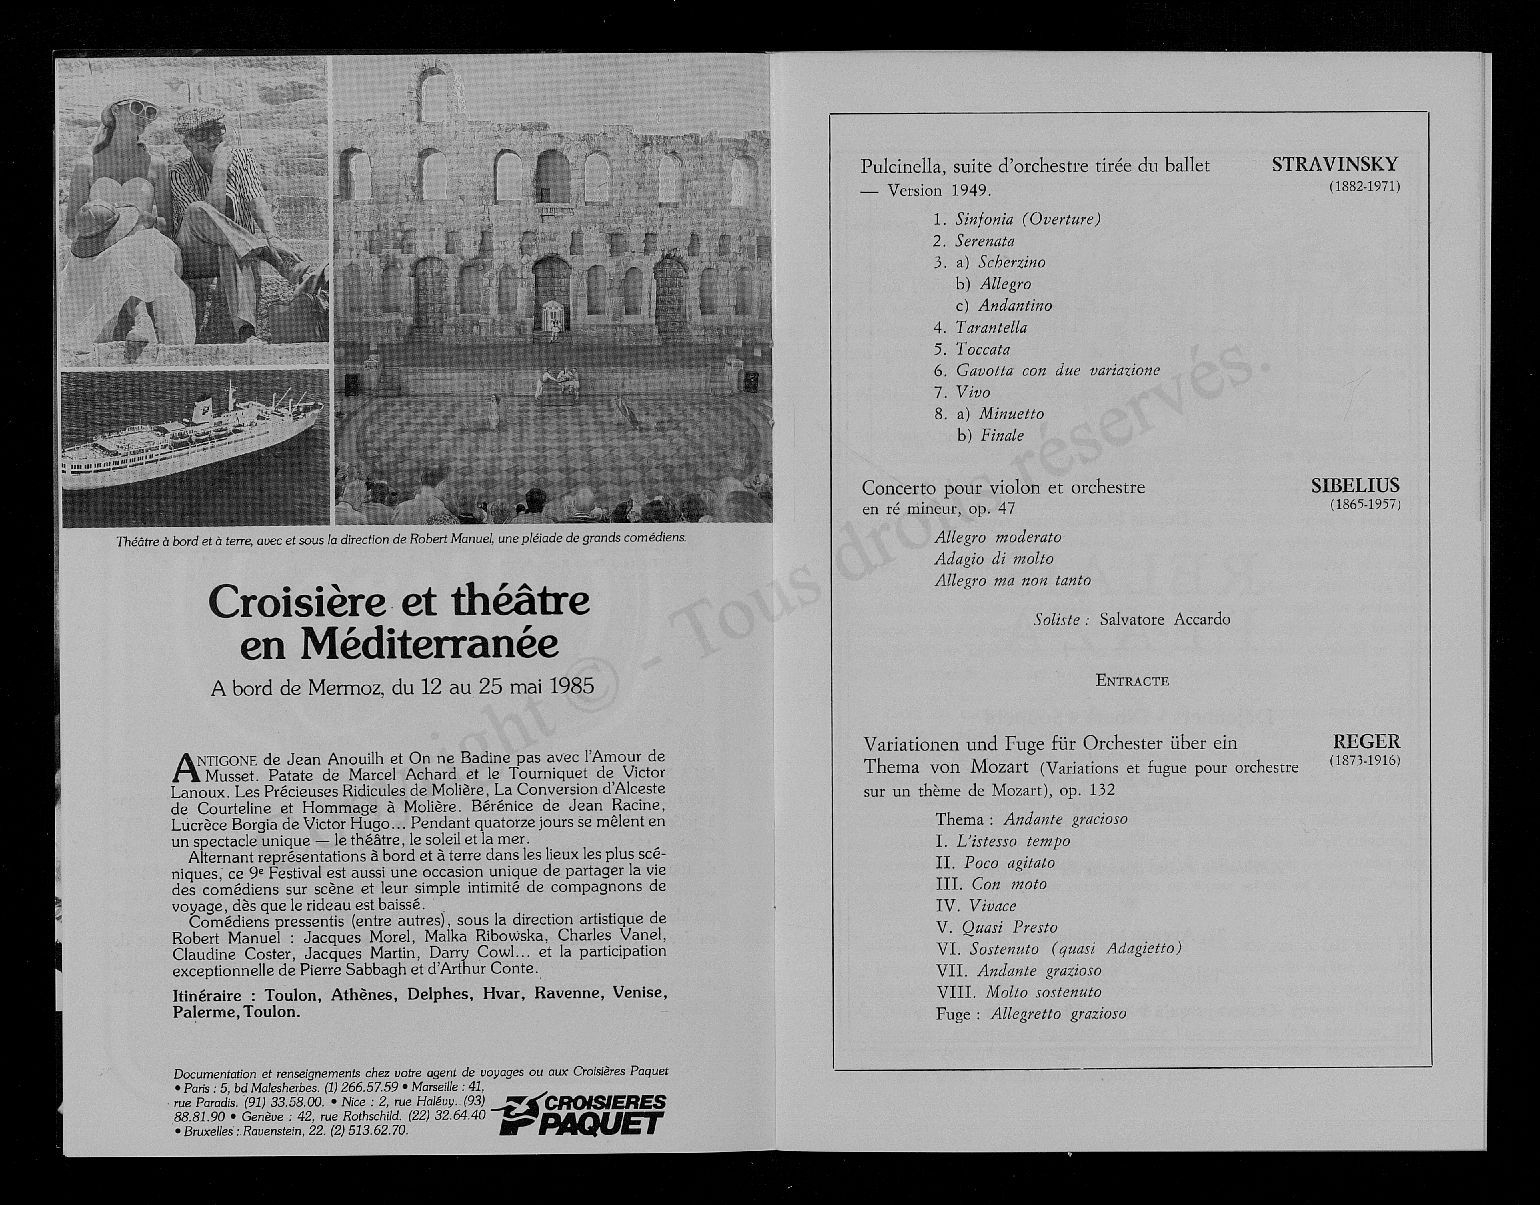 Théâtre à bord et à terre, avec et sous la direction de Robert Manuel, une pléiade de grands comédiens.
Croisière et théâtre
en Méditerranée
A bord de Mermoz, du 12 au 25 mai 1985
ANTIGONE de Jean Anouilh et On ne Badine pas avec l'Amour de
Musset. Patate de Marcel Achard et le Tourniquet de Victor
Lanoux. Les Précieuses Ridicules de Molière, La Conversion d'Alceste
de Courteline et Hommage à Molière. Bérénice de Jean Racine,
Lucrèce Borgia de Victor Hugo... Pendant quatorze jours se mêlent en
un spectacle unique — le théâtre, le soleil et la mer.
Alternant représentations à bord et à terre dans les lieux les plus scé-
niques, ce 9e Festival est aussi une occasion unique de partager la vie
des comédiens sur scène et leur simple intimité de compagnons de
voyage, dès que le rideau est baissé.
Comédiens pressentis (entre autres), sous la direction artistique de
Robert Manuel : Jacques Morel, Malka Ribowska, Charles Vanel,
Claudine Coster, Jacques Martin, Darry Cowl... et la participation
exceptionnelle de Pierre Sabbagh et d'Arthur Conte.
Itinéraire : Toulon, Athènes, Delphes, Hvar, Ravenne, Venise,
Palerme, Toulon.
Documentation et renseignements chez votre agent de voyages ou aux Croisières Paquet
• Paris : 5, bd Malesherbes. (1) 266.57.59 • Marseille : 41,
rue Paradis. (91) 33.58.00. • Nice : 2, rue Halévy. (93)
88.81.90 • Genève : 42, rue Rothschild. (22) 32.64.40
• Bruxelles : Ravenstein, 22. (2) 513.62.70.
CROISIERES
PAQUET
Pulcinella, suite d'orchestre tirée du ballet STRAVINSKY
— Version 1949. (1882-1971)
1. Sinfonia (Overture)
2. Serenata
3. a) Scherzino
b) Allegro
c) Andantino
4. Tarantella
5. Toccata
6. Gavotta con due variazione
7. Vivo
8. a) Minuetto
b) Finale
Concerto pour violon et orchestre SIBELIUS
en ré mineur, op. 47 (1865-1957)
Allegro moderato
Adagio di molto
Allegro ma non tanto
Soliste : Salvatore Accardo
ENTRACTE
Variationen und Fuge für Orchester über ein REGER
Thema von Mozart (Variations et fugue pour orchestre (1873-1916)
sur un thème de Mozart), op. 132
Thema : Andante gracioso
I. L'istesso tempo
II. Poco agitato
III. Con moto
IV. Vivace
V. Quasi Presto
VI. Sostenuto (quasi Adagietto)
VII. Andante grazioso
VIII. Molto sostenuto
Fuge : Allegretto grazioso
Copyright © - Tous droits réservés.